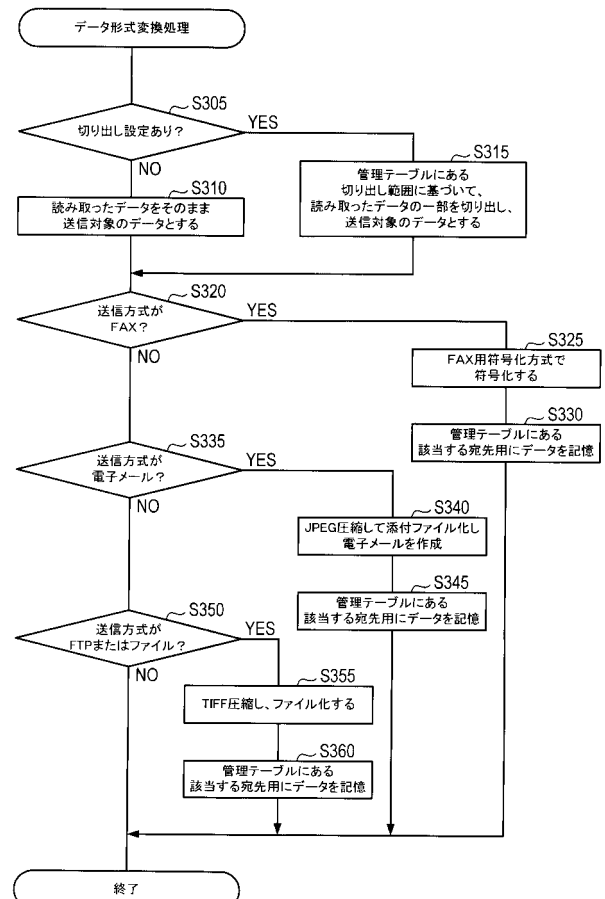 データ形式変換処理
S305
切り出し設定あり?
YES
NO
S310
読み取ったデータをそのまま
送信対象のデータとする
S315
管理テーブルにある
切り出し範囲に基づいて、
読み取ったデータの一部を切り出し、
送信対象のデータとする
S320
送信方式が
FAX?
YES
NO
S325
FAX用符号化方式で
符号化する
S330
管理テーブルにある
該当する宛先用にデータを記憶
S335
送信方式が
電子メール?
YES
NO
S340
JPEG圧縮して添付ファイル化し
電子メールを作成
S345
管理テーブルにある
該当する宛先用にデータを記憶
S350
送信方式が
FTPまたはファイル?
YES
NO
S355
TIFF圧縮し、ファイル化する
S360
管理テーブルにある
該当する宛先用にデータを記憶
終了